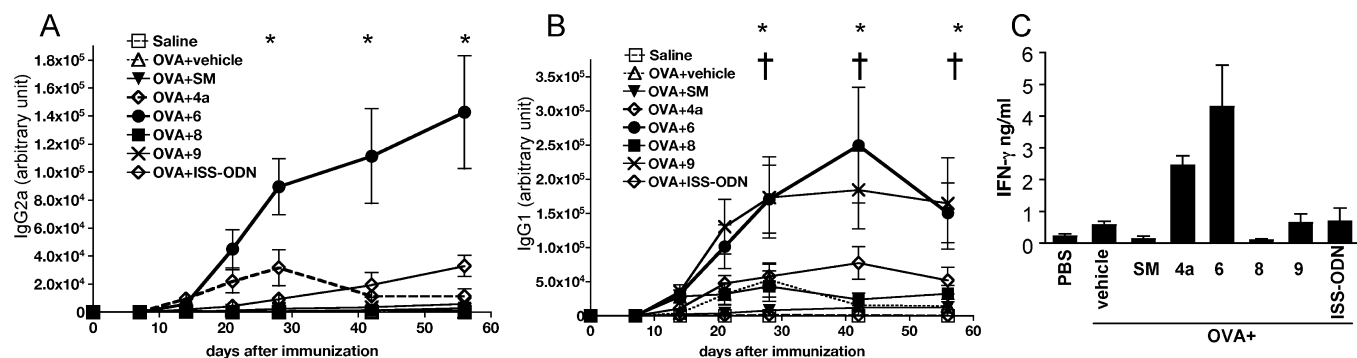 A
Saline
OVA+vehicle
OVA+SM
OVA+4a
OVA+6
OVA+8
OVA+9
OVA+ISS-ODN
* * *
IgG2a (arbitrary unit)
1.8x10⁵
1.6x10⁵
1.4x10⁵
1.2x10⁵
1.0x10⁵
8.0x10⁴
6.0x10⁴
4.0x10⁴
2.0x10⁴
0
0 10 20 30 40 50 60
days after immunization
B
Saline
OVA+vehicle
OVA+SM
OVA+4a
OVA+6
OVA+8
OVA+9
OVA+ISS-ODN
* * *
† † †
IgG1 (arbitrary unit)
3.5x10⁵
3.0x10⁵
2.5x10⁵
2.0x10⁵
1.5x10⁵
1.0x10⁵
5.0x10⁴
0
0 10 20 30 40 50 60
days after immunization
C
IFN-γ ng/ml
6
5
4
3
2
1
0
PBS
vehicle
SM
4a
6
8
9
ISS-ODN
OVA+